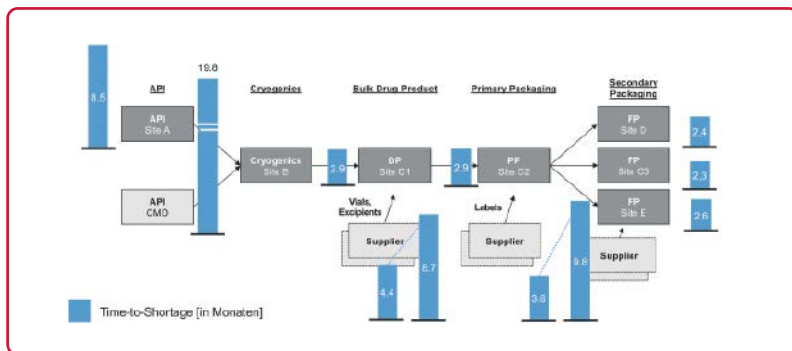 19.8
8.5
API
Cryogenics
Bulk Drug Product
Primary Packaging
Secondary
Packaging
API
Site A
FP
Site D
2.4
Cryogenics
Site B
2.9
DP
Site C1
2.9
PP
Site C2
FP
Site C3
2.3
API
CMO
FP
Site E
2.6
Vials,
Excipients
Labels
Supplier
Supplier
Supplier
4.4
8.7
3.8
9.8
Time-to-Shortage [in Monaten]